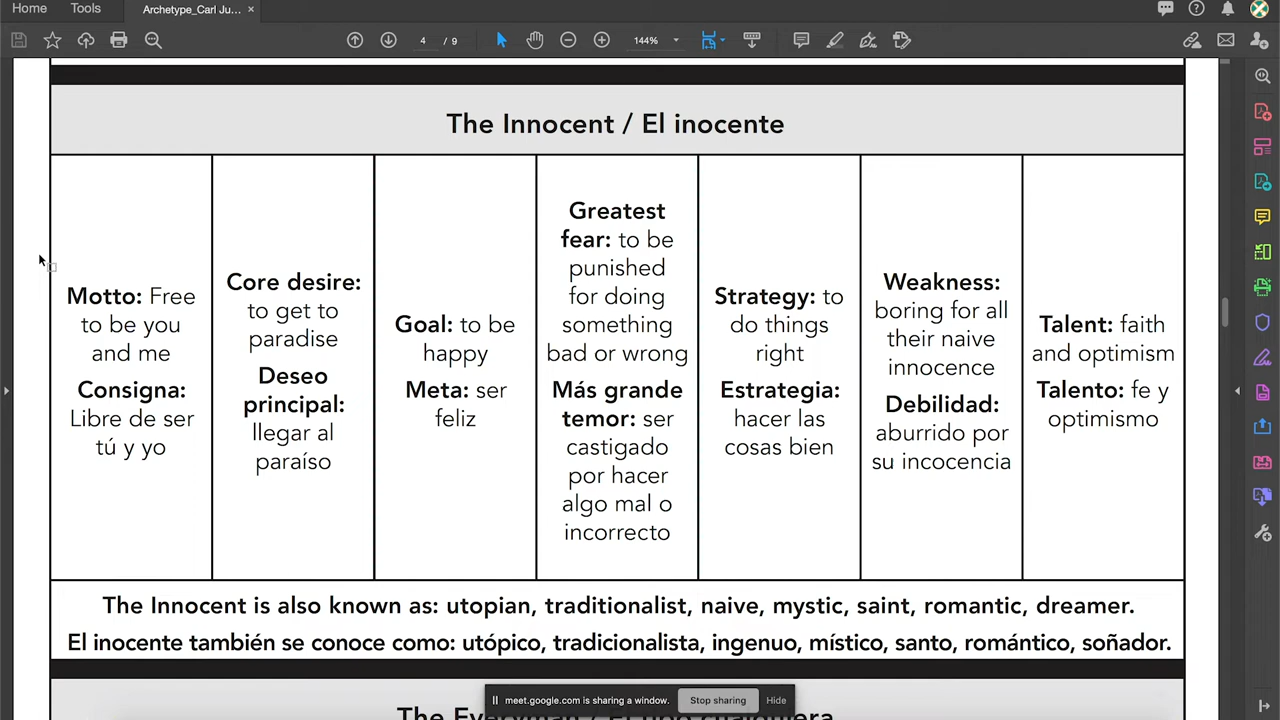 Home
Tools
Archetype_Carl Ju...
×
4 / 9
144%
The Innocent / El inocente
Motto: Free
to be you
and me
Consigna:
Libre de ser
tú y yo
Core desire:
to get to
paradise
Deseo
principal:
llegar al
paraíso
Goal: to be
happy
Meta: ser
feliz
Greatest
fear: to be
punished
for doing
something
bad or wrong
Más grande
temor: ser
castigado
por hacer
algo mal o
incorrecto
Strategy: to
do things
right
Estrategia:
hacer las
cosas bien
Weakness:
boring for all
their naive
innocence
Debilidad:
aburrido por
su incocencia
Talent: faith
and optimism
Talento: fe y
optimismo
The Innocent is also known as: utopian, traditionalist, naive, mystic, saint, romantic, dreamer.
El inocente también se conoce como: utópico, tradicionalista, ingenuo, místico, santo, romántico, soñador.
meet.google.com is sharing a window.
Stop sharing
Hide